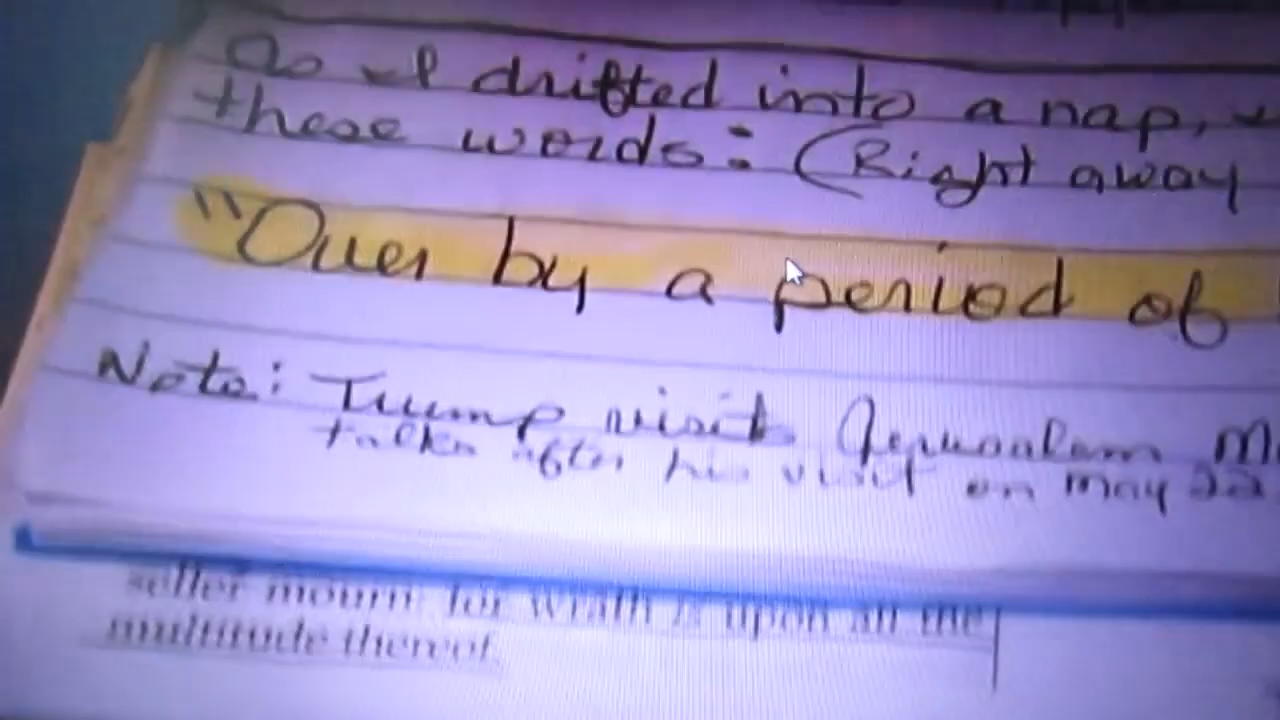 As I drifted into a nap,
these words: (Right away
"Over by a period of
Note: Trump visit Jerusalem M
talks after his visit on May 22
seller mourn: for wrath is upon all the
multitude thereof.